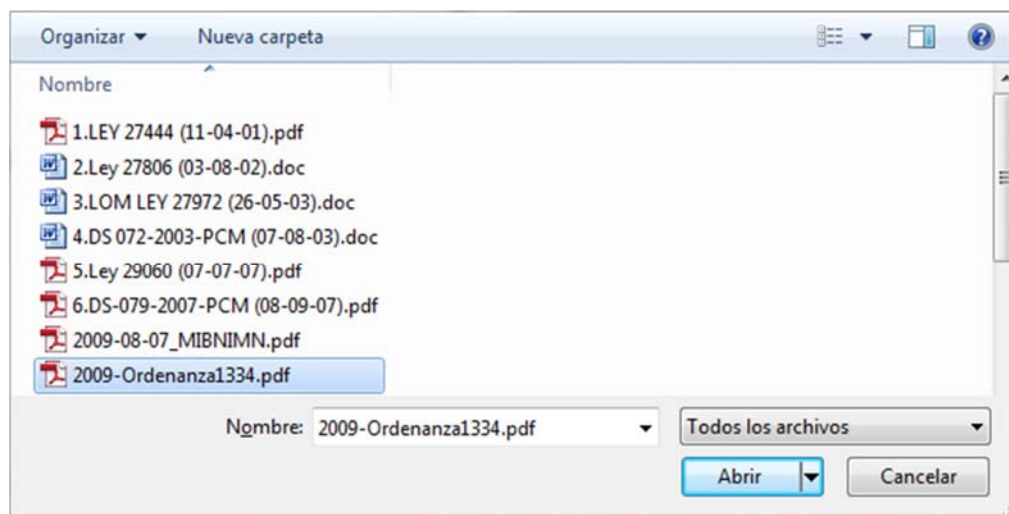 Organizar Nueva carpeta
Nombre
1.LEY 27444 (11-04-01).pdf
2.Ley 27806 (03-08-02).doc
3.LOM LEY 27972 (26-05-03).doc
4.DS 072-2003-PCM (07-08-03).doc
5.Ley 29060 (07-07-07).pdf
6.DS-079-2007-PCM (08-09-07).pdf
2009-08-07_MIBNIMN.pdf
2009-Ordenanza1334.pdf
Nombre: 2009-Ordenanza1334.pdf Todos los archivos
Abrir Cancelar